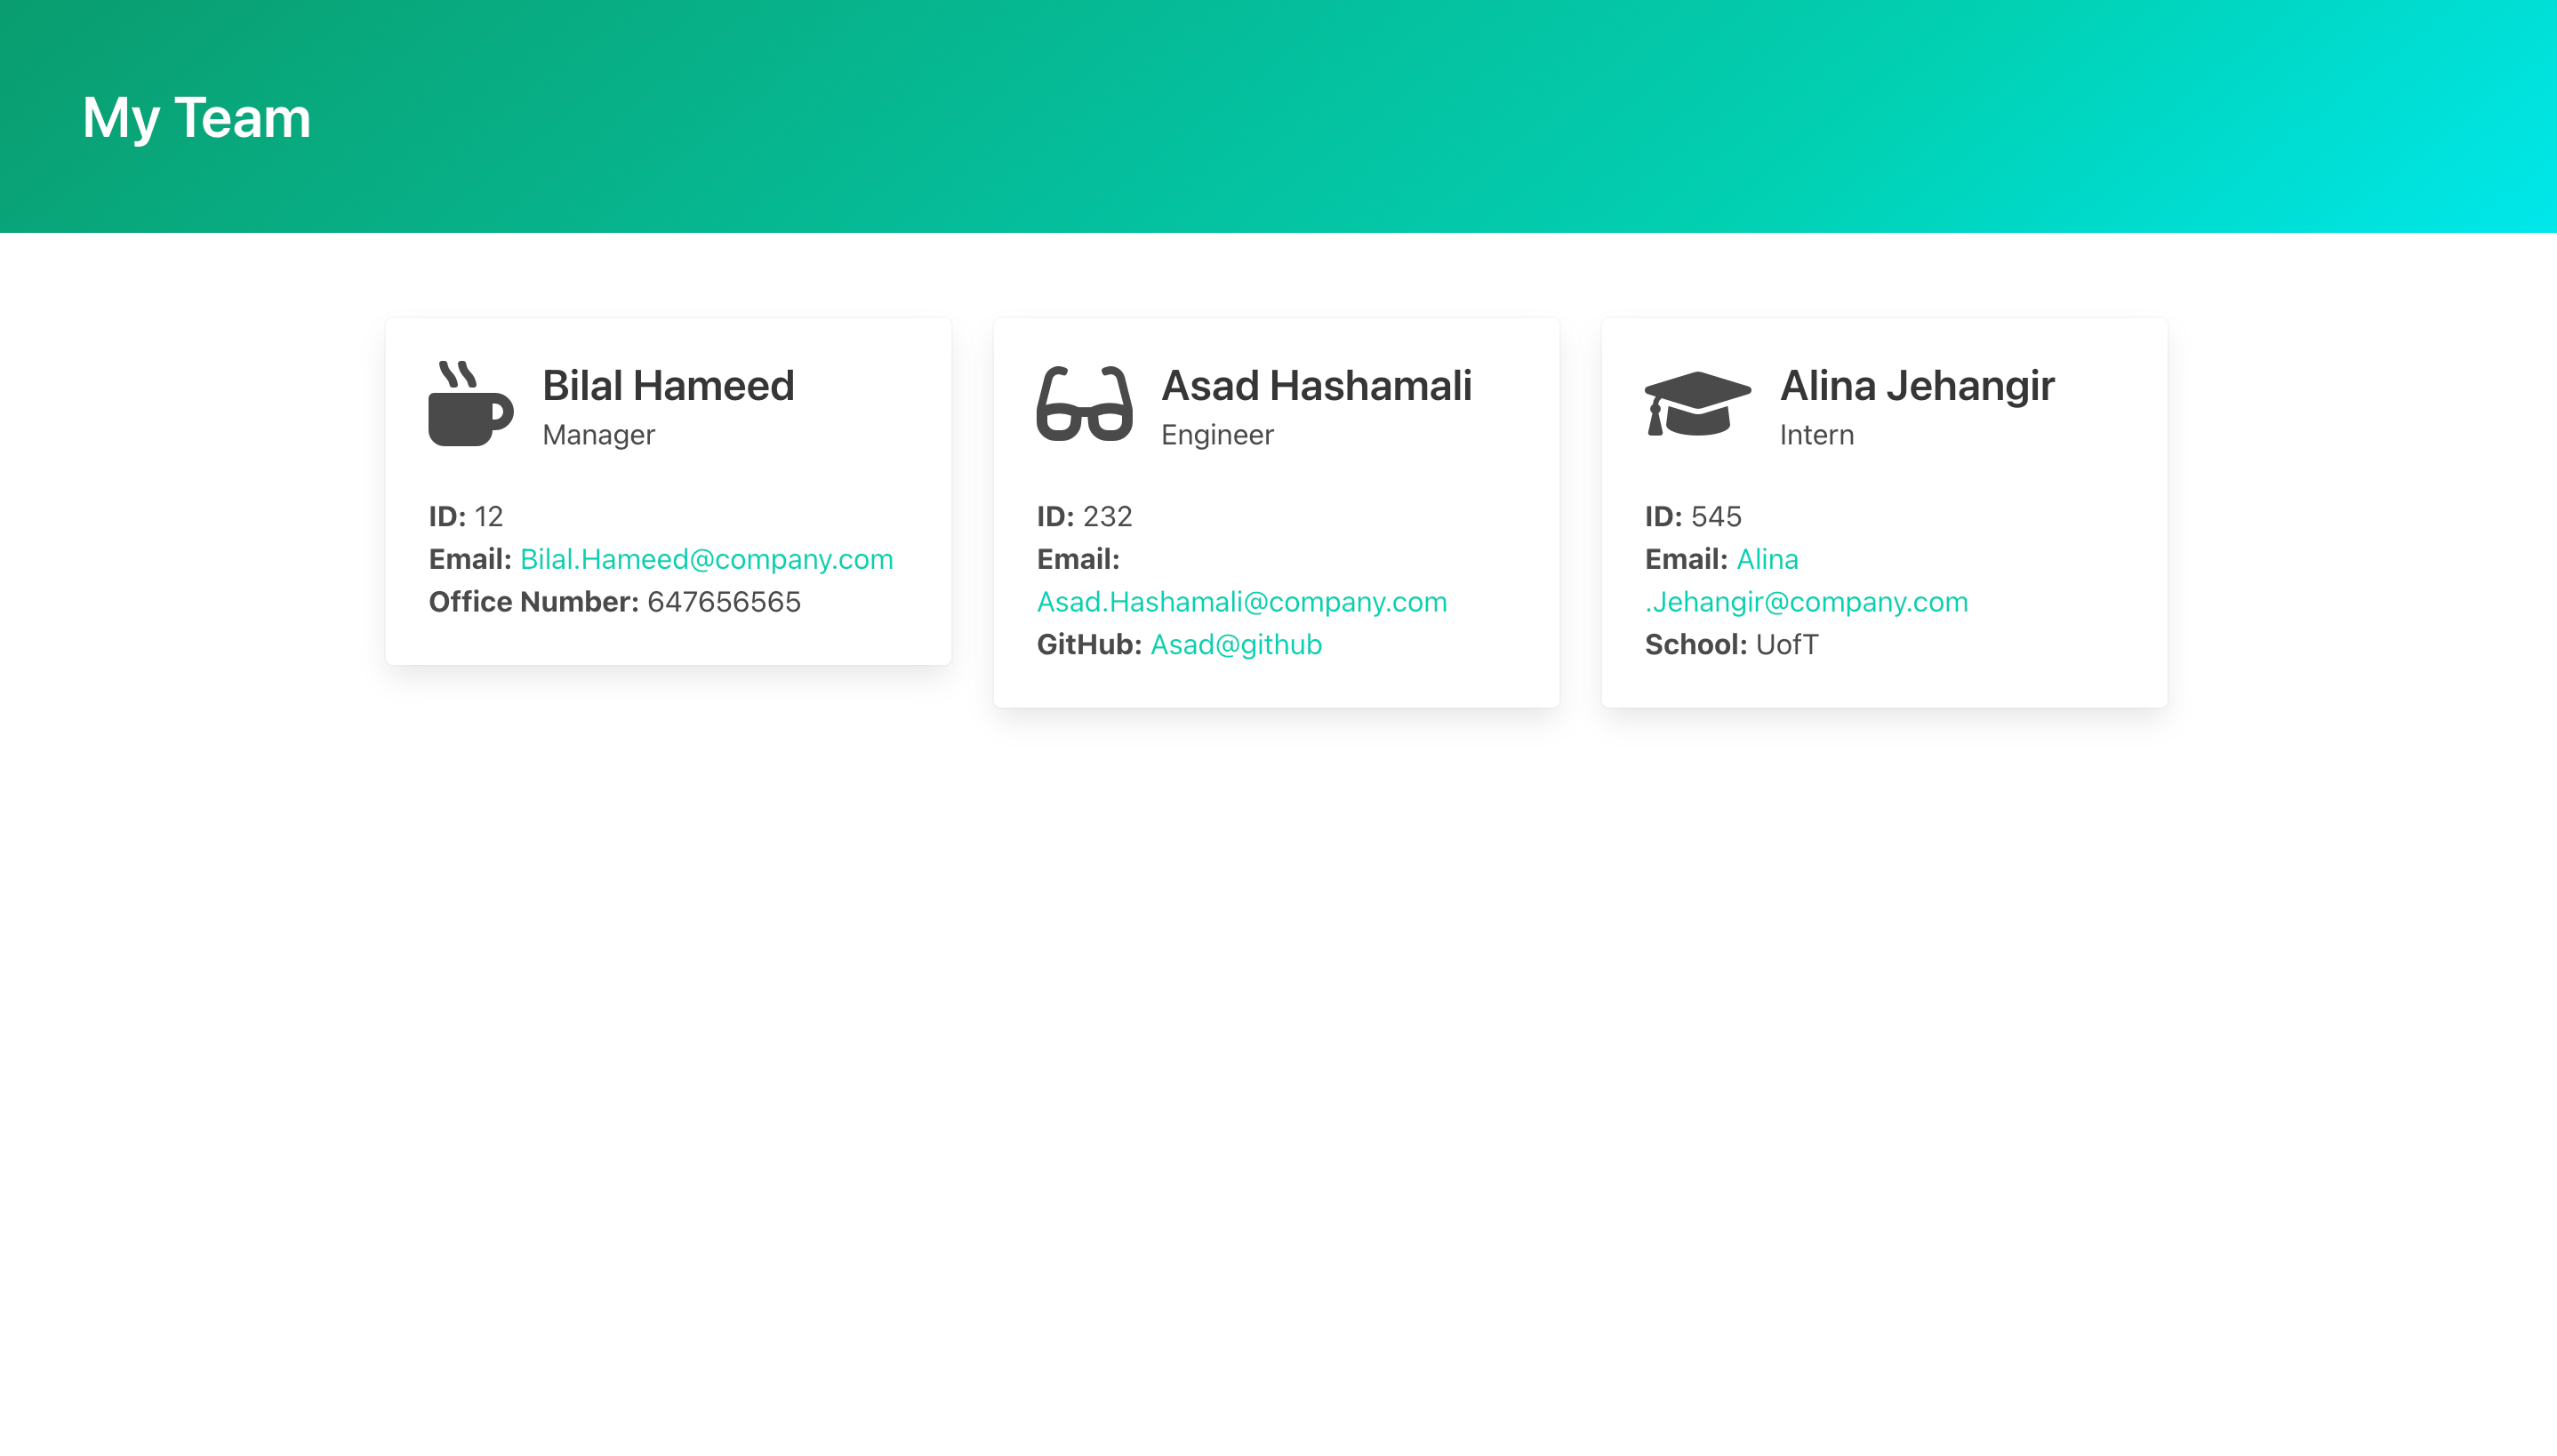 My Team
Bilal Hameed
Manager
ID: 12
Email: Bilal.Hameed@company.com
Office Number: 647656565
Asad Hashamali
Engineer
ID: 232
Email:
Asad.Hashamali@company.com
GitHub: Asad@github
Alina Jehangir
Intern
ID: 545
Email: Alina
.Jehangir@company.com
School: UofT